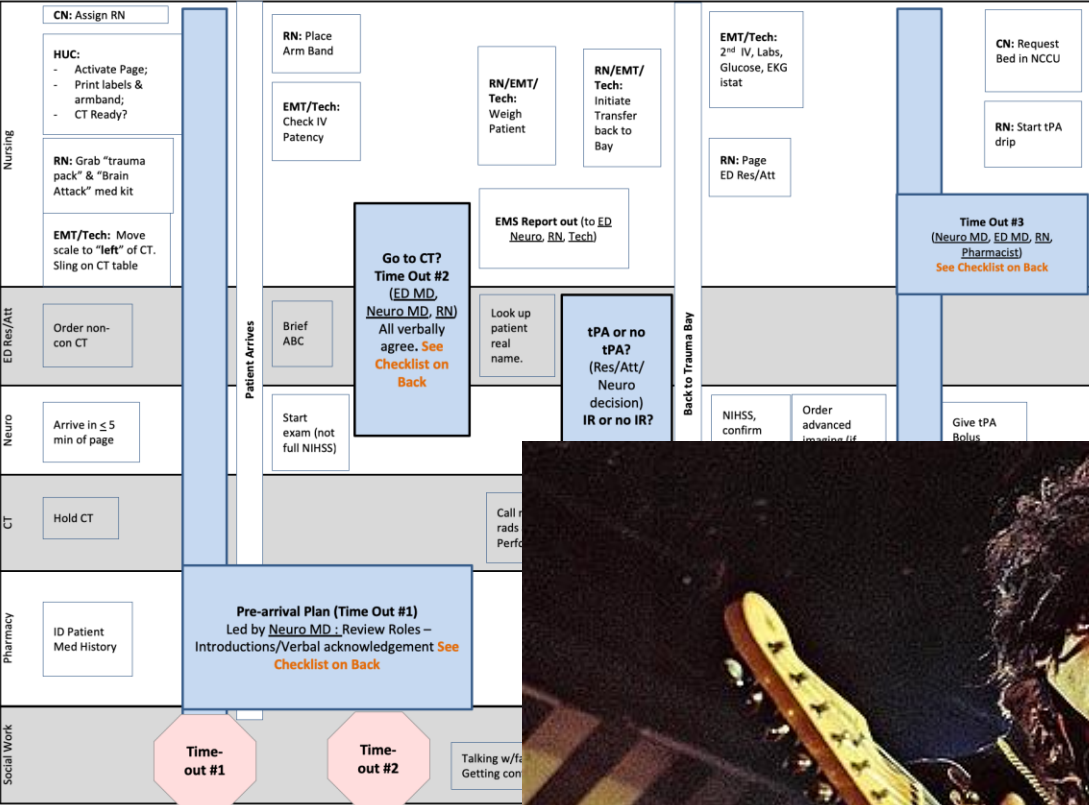 CN: Assign RN
HUC:
- Activate Page;
- Print labels &
armband;
- CT Ready?
RN: Grab “trauma
pack” & “Brain
Attack” med kit
EMT/Tech: Move
scale to “left” of CT.
Sling on CT table
RN: Place
Arm Band
EMT/Tech:
Check IV
Patency
RN/EMT/
Tech:
Weigh
Patient
RN/EMT/
Tech:
Initiate
Transfer
back to
Bay
EMS Report out (to ED
Neuro, RN, Tech)
EMT/Tech:
2nd IV, Labs,
Glucose, EKG
istat
RN: Page
ED Res/Att
CN: Request
Bed in NCCU
RN: Start tPA
drip
Nursing
Time Out #3
(Neuro MD, ED MD, RN,
Pharmacist)
See Checklist on Back
Go to CT?
Time Out #2
(ED MD,
Neuro MD, RN)
All verbally
agree. See
Checklist on
Back
Patient Arrives
Back to Trauma Bay
ED Res/Att
Order non-
con CT
Brief
ABC
Look up
patient
real
name.
tPA or no
tPA?
(Res/Att/
Neuro
decision)
IR or no IR?
Neuro
Arrive in ≤ 5
min of page
Start
exam (not
full NIHSS)
NIHSS,
confirm
Order
advanced
imaging (if
Give tPA
Bolus
CT
Hold CT
Call
rads
Pharmacy
ID Patient
Med History
Pre-arrival Plan (Time Out #1)
Led by Neuro MD : Review Roles –
Introductions/Verbal acknowledgement See
Checklist on Back
Social Work
Time-
out #1
Time-
out #2
Talking
Getting